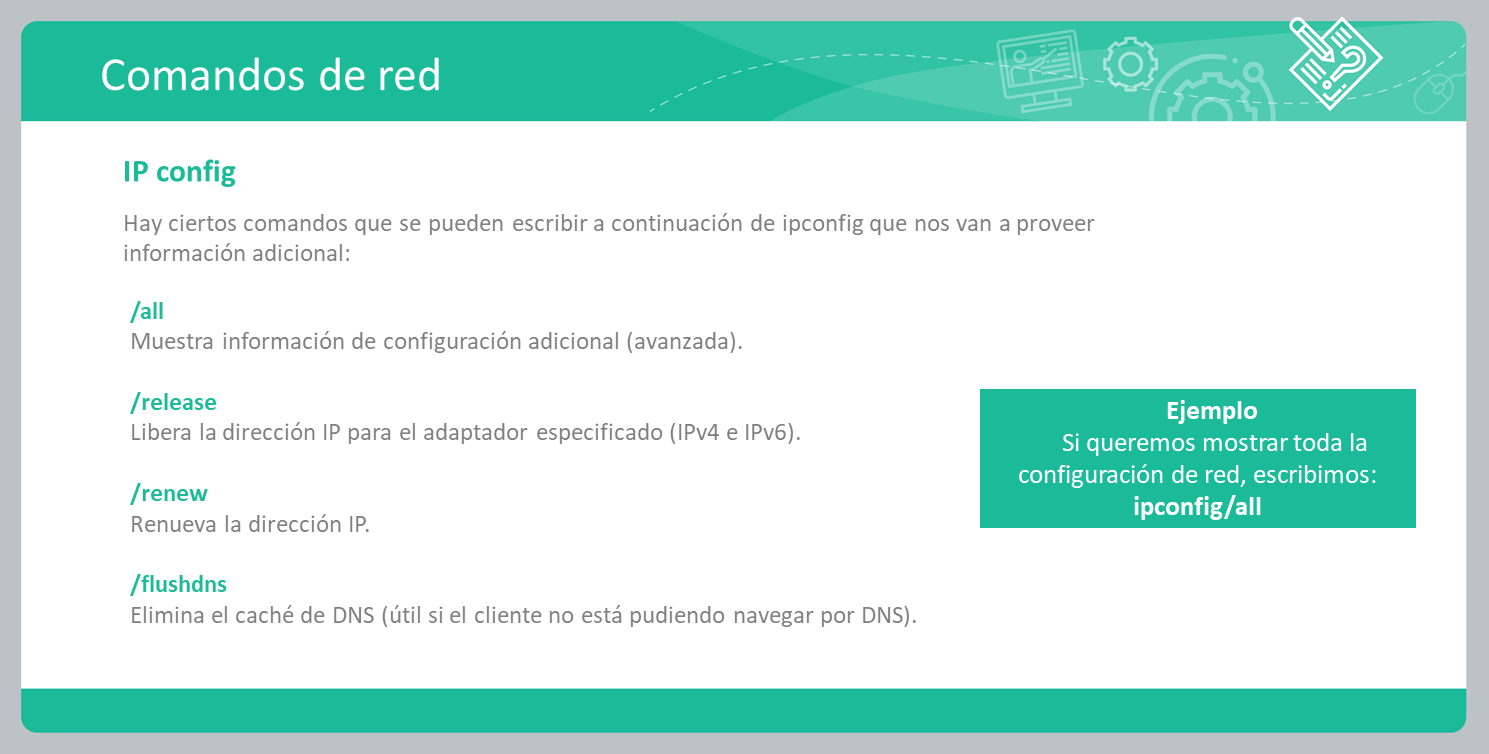 Comandos de red
IP config
Hay ciertos comandos que se pueden escribir a continuación de ipconfig que nos van a proveer
información adicional:
/all
Muestra información de configuración adicional (avanzada).
/release
Libera la dirección IP para el adaptador especificado (IPv4 e IPv6).
/renew
Renueva la dirección IP.
/flushdns
Elimina el caché de DNS (útil si el cliente no está pudiendo navegar por DNS).
Ejemplo
Si queremos mostrar toda la
configuración de red, escribimos:
ipconfig/all